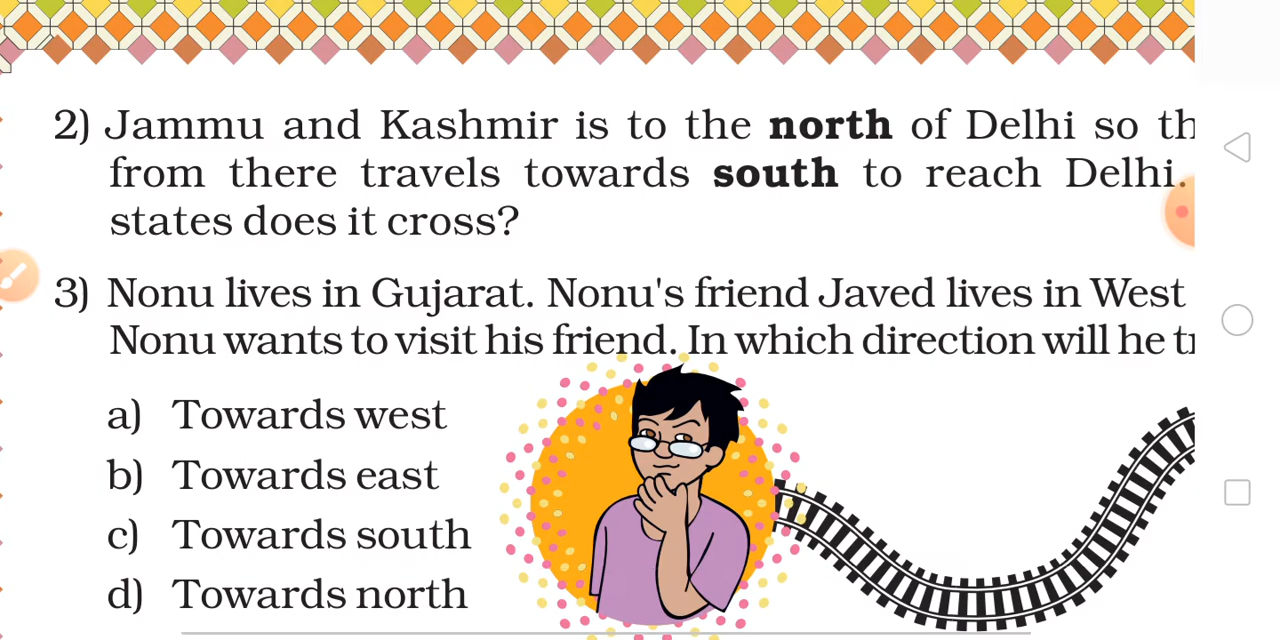 2) Jammu and Kashmir is to the north of Delhi so
from there travels towards south to reach Delhi.
states does it cross?
3) Nonu lives in Gujarat. Nonu's friend Javed lives in West
Nonu wants to visit his friend. In which direction will he
a) Towards west
b) Towards east
c) Towards south
d) Towards north